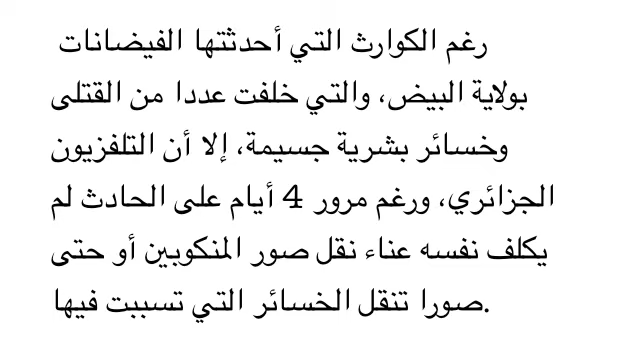 رغم الكوارث التي أحدثتها الفيضانات
بولاية البيض، والتي خلفت عددا من القتلى
وخسائر بشرية جسيمة، إلا أن التلفزيون
الجزائري، ورغم مرور 4 أيام على الحادث لم
يكلف نفسه عناء نقل صور المنكوبين أو حتى
صورا تنقل الخسائر التي تسببت فيها.